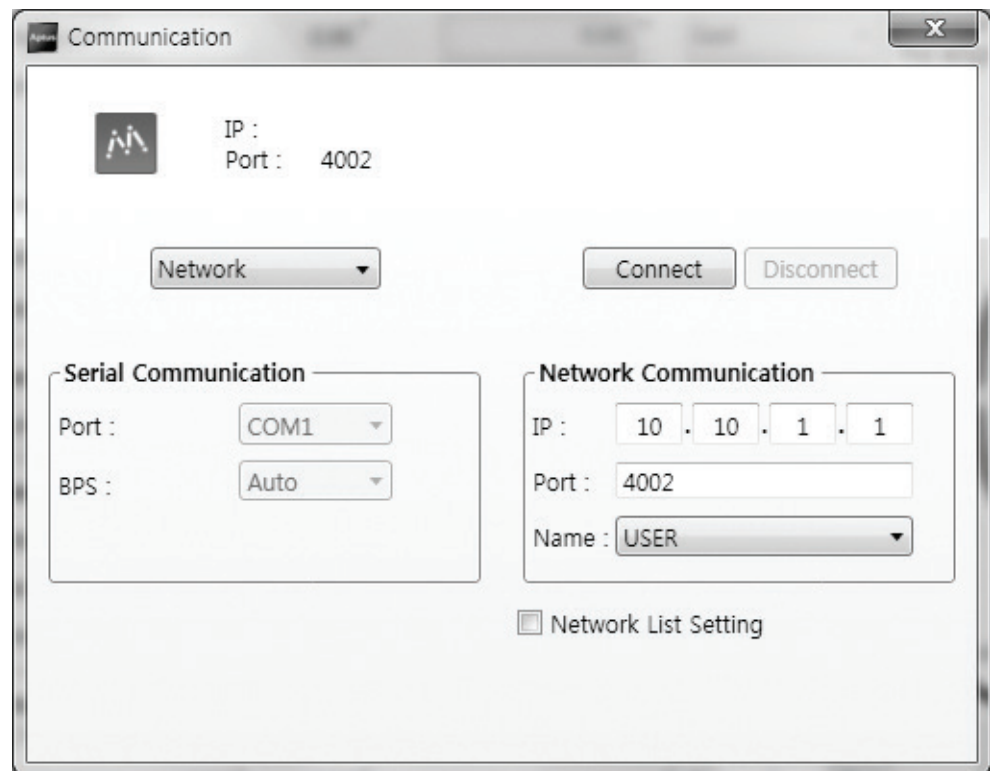 Communication
IP :
Port : 4002
Network
Connect Disconnect
Serial Communication
Port : COM1
BPS : Auto
Network Communication
IP : 10 . 10 . 1 . 1
Port : 4002
Name : USER
Network List Setting